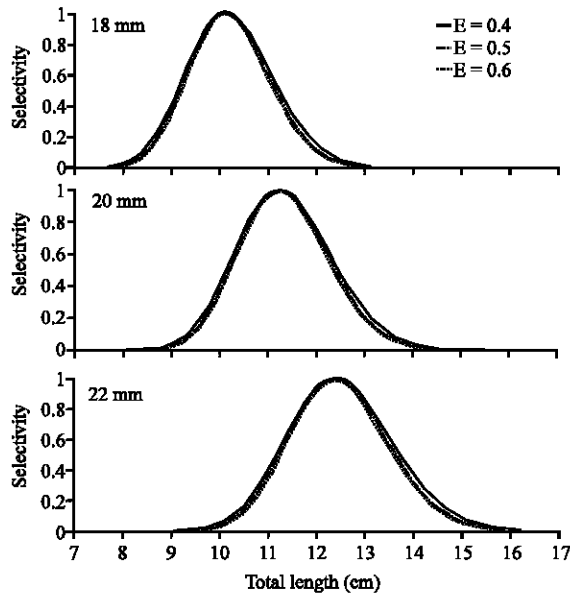 18 mm
E = 0.4
E = 0.5
E = 0.6
Selectivity
1
0.8
0.6
0.4
0.2
0
20 mm
Selectivity
1
0.8
0.6
0.4
0.2
0
22 mm
Selectivity
1
0.8
0.6
0.4
0.2
0
7 8 9 10 11 12 13 14 15 16 17
Total length (cm)